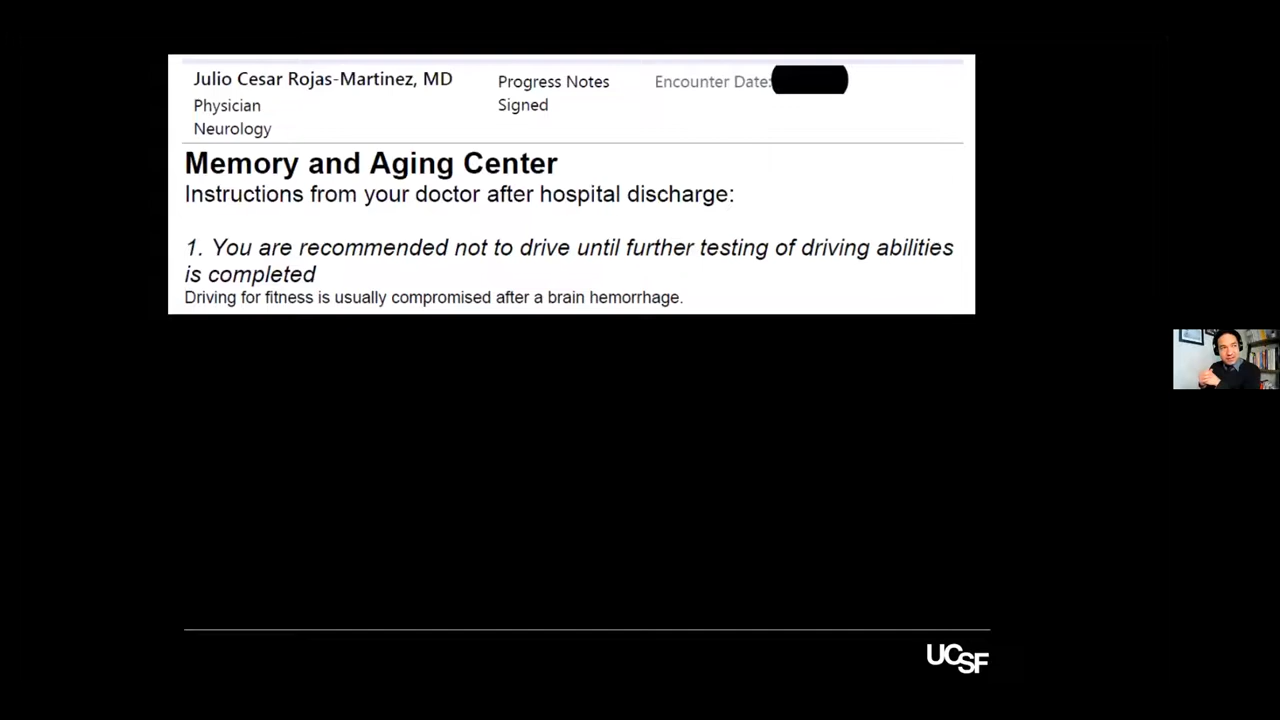 Julio Cesar Rojas-Martinez, MD
Physician
Neurology
Progress Notes
Signed
Encounter Date:
Memory and Aging Center
Instructions from your doctor after hospital discharge:
1. You are recommended not to drive until further testing of driving abilities
is completed
Driving for fitness is usually compromised after a brain hemorrhage.
UCSF